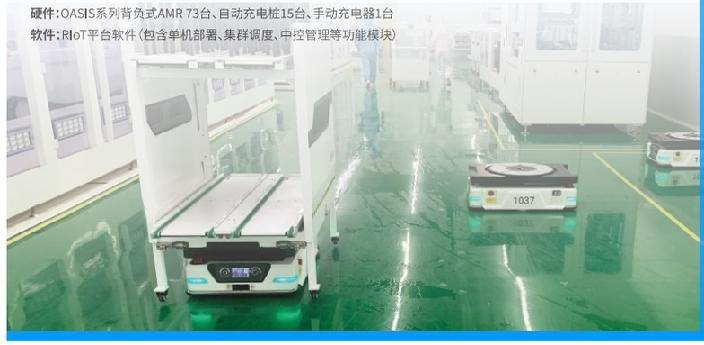 硬件：OASIS系列背负式AMR 73台、自动充电桩15台、手动充电器1台
软件：RIoT平台软件（包含单机部署、集群调度、中控管理等功能模块）
1037